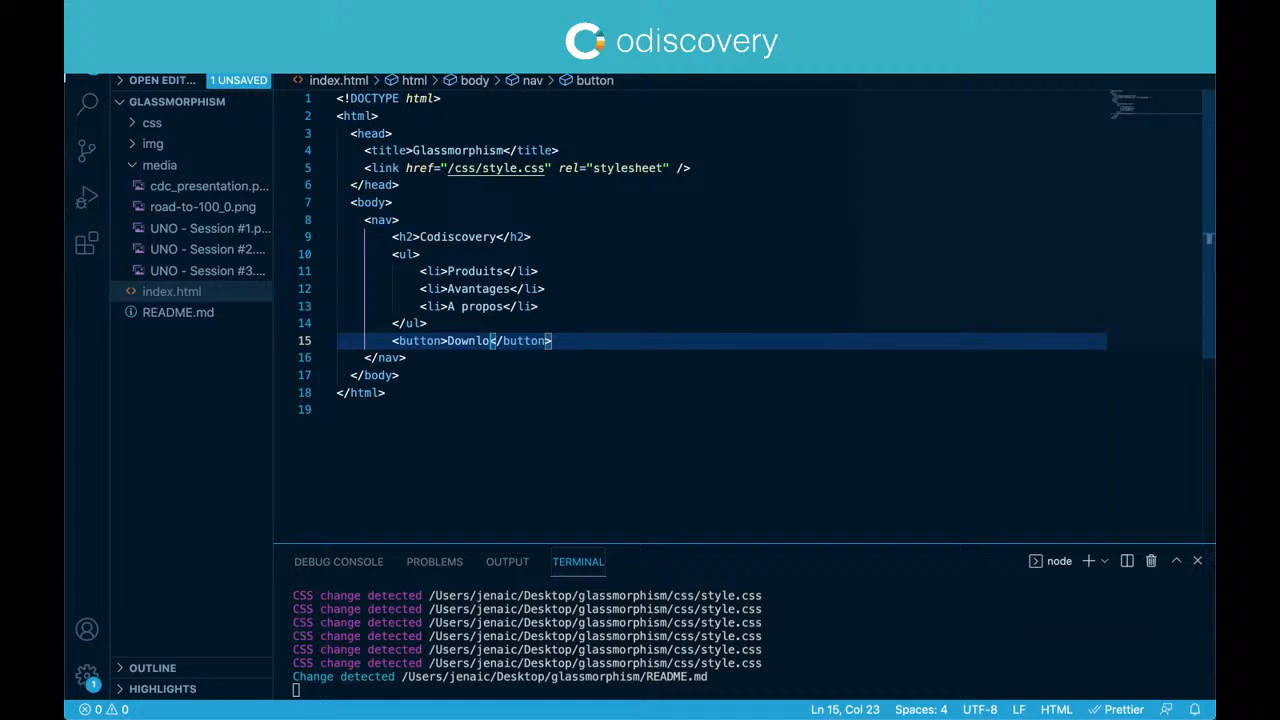 Codiscovery
OPEN EDIT... 1 UNSAVED
index.html > html > body > nav > button
GLASSMORPHISM
css
img
media
cdc_presentation.p...
road-to-100_0.png
UNO - Session #1.p...
UNO - Session #2....
UNO - Session #3....
index.html
README.md
1 <!DOCTYPE html>
2 <html>
3 <head>
4 <title>Glassmorphism</title>
5 <link href="/css/style.css" rel="stylesheet" />
6 </head>
7 <body>
8 <nav>
9 <h2>Codiscovery</h2>
10 <ul>
11 <li>Produits</li>
12 <li>Avantages</li>
13 <li>A propos</li>
14 </ul>
15 <button>Downlo</button>
16 </nav>
17 </body>
18 </html>
19
DEBUG CONSOLE PROBLEMS OUTPUT TERMINAL node
CSS change detected /Users/jenaic/Desktop/glassmorphism/css/style.css
CSS change detected /Users/jenaic/Desktop/glassmorphism/css/style.css
CSS change detected /Users/jenaic/Desktop/glassmorphism/css/style.css
CSS change detected /Users/jenaic/Desktop/glassmorphism/css/style.css
CSS change detected /Users/jenaic/Desktop/glassmorphism/css/style.css
CSS change detected /Users/jenaic/Desktop/glassmorphism/css/style.css
Change detected /Users/jenaic/Desktop/glassmorphism/README.md
OUTLINE
HIGHLIGHTS
1
0 0 Ln 15, Col 23 Spaces: 4 UTF-8 LF HTML Prettier